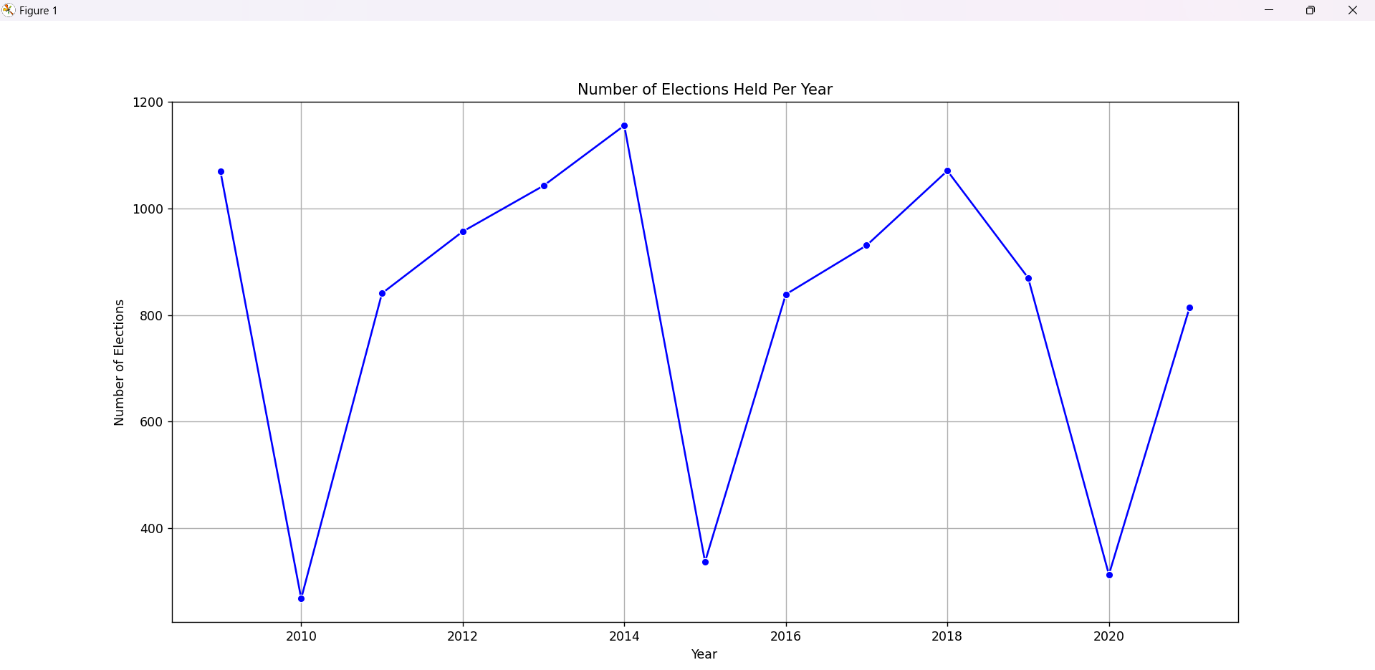 Figure 1
Number of Elections Held Per Year
1200
1000
800
600
400
Number of Elections
2010 2012 2014 2016 2018 2020
Year